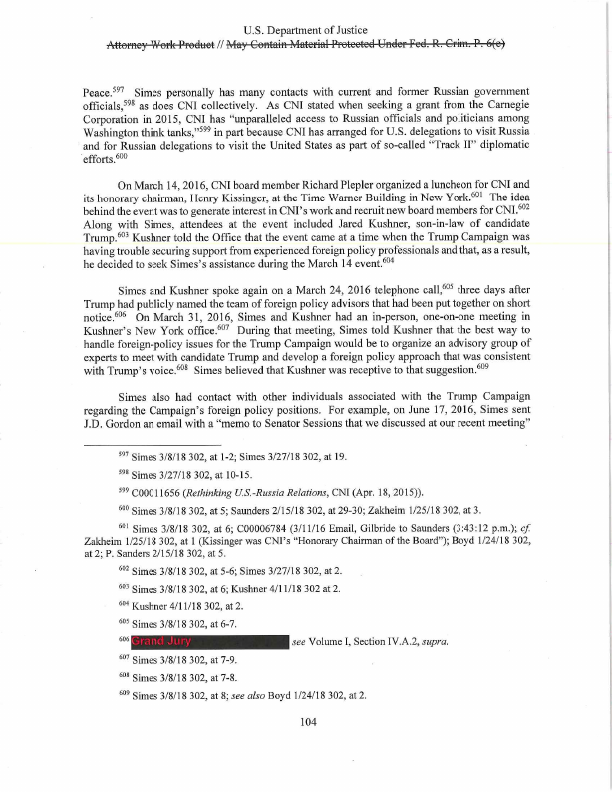 U.S. Department of Justice
Attorney Work Product // May Contain Material Protected Under Fed. R. Crim. P. 6(e)
Peace.597 Simes personally has many contacts with current and former Russian government
officials,598 as does CNI collectively. As CNI stated when seeking a grant from the Carnegie
Corporation in 2015, CNI has "unparalleled access to Russian officials and politicians among
Washington think tanks,"599 in part because CNI has arranged for U.S. delegations to visit Russia
and for Russian delegations to visit the United States as part of so-called "Track II" diplomatic
efforts.600
On March 14, 2016, CNI board member Richard Plepler organized a luncheon for CNI and
its honorary chairman, Henry Kissinger, at the Time Warner Building in New York.601 The idea
behind the event was to generate interest in CNI's work and recruit new board members for CNI.602
Along with Simes, attendees at the event included Jared Kushner, son-in-law of candidate
Trump.603 Kushner told the Office that the event came at a time when the Trump Campaign was
having trouble securing support from experienced foreign policy professionals and that, as a result,
he decided to seek Simes's assistance during the March 14 event.604
Simes and Kushner spoke again on a March 24, 2016 telephone call,605 three days after
Trump had publicly named the team of foreign policy advisors that had been put together on short
notice.606 On March 31, 2016, Simes and Kushner had an in-person, one-on-one meeting in
Kushner's New York office.607 During that meeting, Simes told Kushner that the best way to
handle foreign-policy issues for the Trump Campaign would be to organize an advisory group of
experts to meet with candidate Trump and develop a foreign policy approach that was consistent
with Trump's voice.608 Simes believed that Kushner was receptive to that suggestion.609
Simes also had contact with other individuals associated with the Trump Campaign
regarding the Campaign's foreign policy positions. For example, on June 17, 2016, Simes sent
J.D. Gordon an email with a "memo to Senator Sessions that we discussed at our recent meeting"
597 Simes 3/8/18 302, at 1-2; Simes 3/27/18 302, at 19.
598 Simes 3/27/18 302, at 10-15.
599 C00011656 (Rethinking U.S.-Russia Relations, CNI (Apr. 18, 2015)).
600 Simes 3/8/18 302, at 5; Saunders 2/15/18 302, at 29-30; Zakheim 1/25/18 302, at 3.
601 Simes 3/8/18 302, at 6; C00006784 (3/11/16 Email, Gilbride to Saunders (3:43:12 p.m.); cf.
Zakheim 1/25/18 302, at 1 (Kissinger was CNI's "Honorary Chairman of the Board"); Boyd 1/24/18 302,
at 2; P. Sanders 2/15/18 302, at 5.
602 Simes 3/8/18 302, at 5-6; Simes 3/27/18 302, at 2.
603 Simes 3/8/18 302, at 6; Kushner 4/11/18 302 at 2.
604 Kushner 4/11/18 302, at 2.
605 Simes 3/8/18 302, at 6-7.
606 Grand Jury see Volume I, Section IV.A.2, supra.
607 Simes 3/8/18 302, at 7-9.
608 Simes 3/8/18 302, at 7-8.
609 Simes 3/8/18 302, at 8; see also Boyd 1/24/18 302, at 2.
104